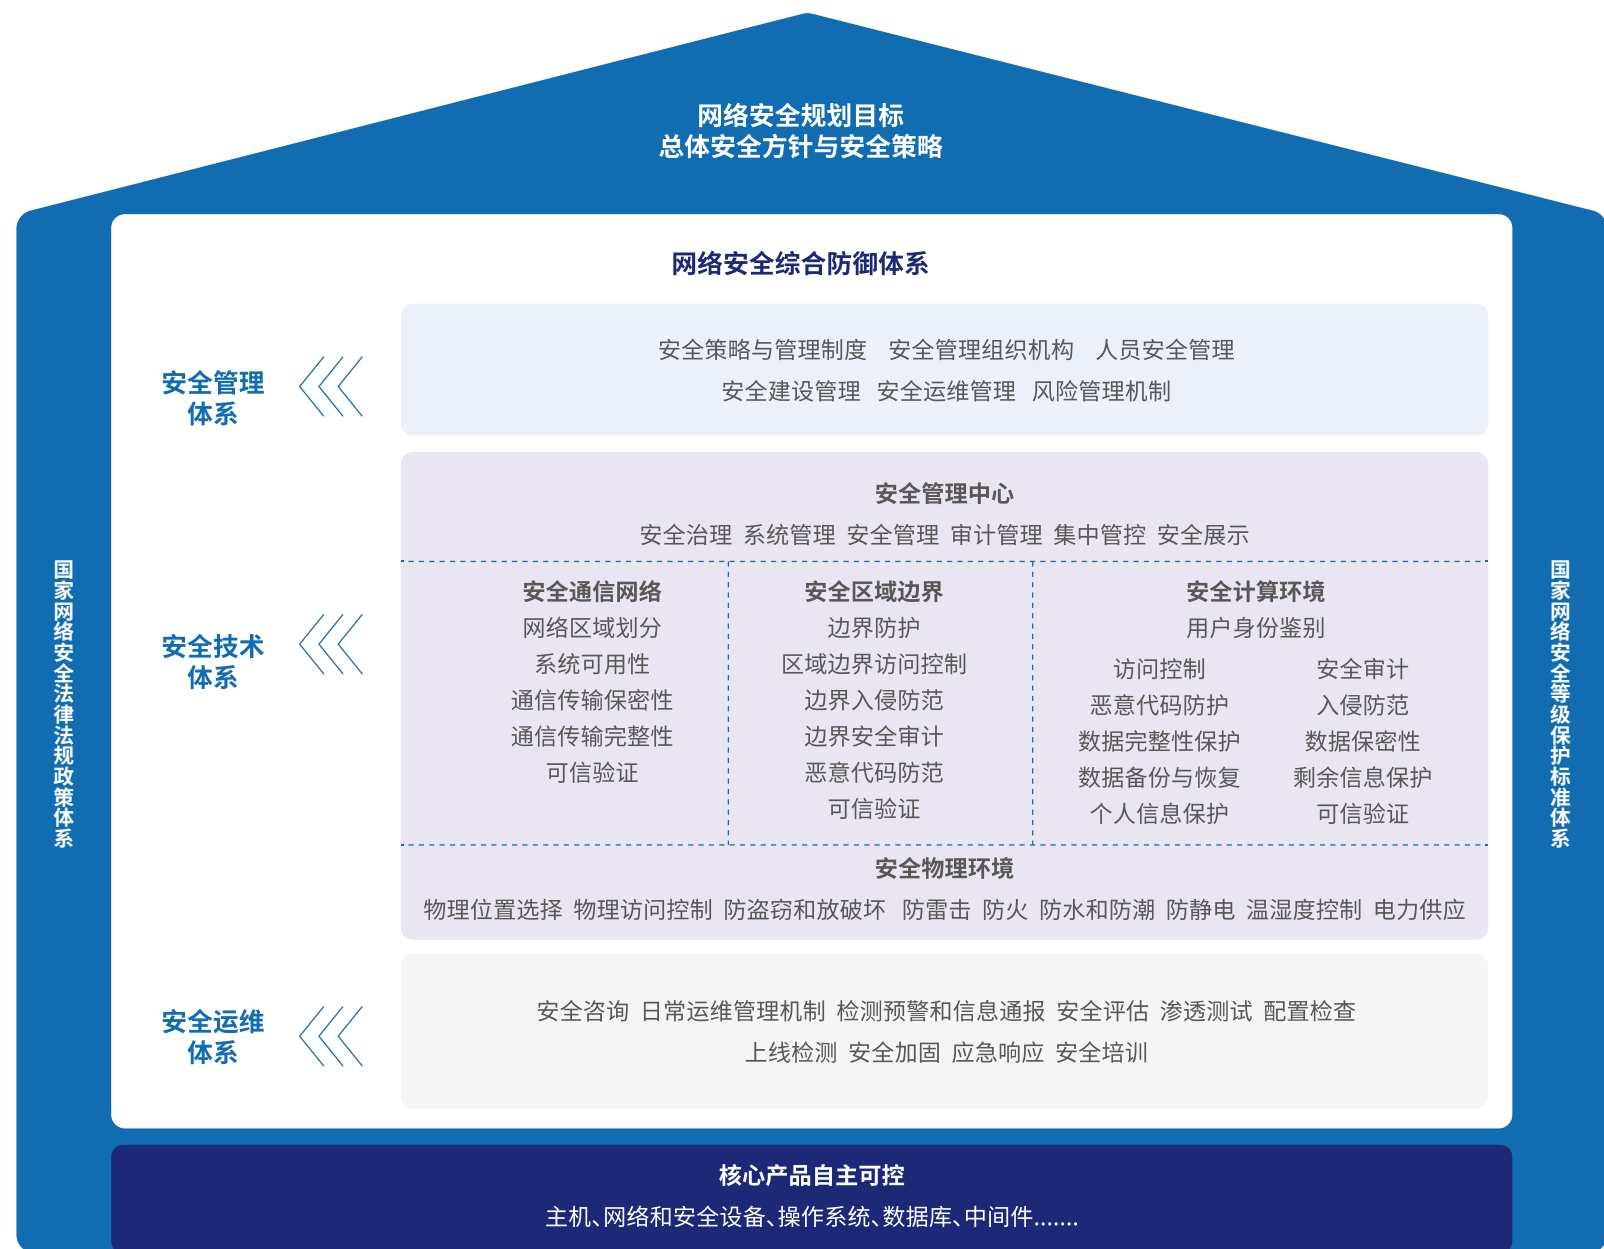 网络安全规划目标
总体安全方针与安全策略
国家网络安全法律法规政策体系
网络安全综合防御体系
安全管理
体系
安全策略与管理制度 安全管理组织机构 人员安全管理
安全建设管理 安全运维管理 风险管理机制
安全技术
体系
安全管理中心
安全治理 系统管理 安全管理 审计管理 集中管控 安全展示
安全通信网络
网络区域划分
系统可用性
通信传输保密性
通信传输完整性
可信验证
安全区域边界
边界防护
区域边界访问控制
边界入侵防范
边界安全审计
恶意代码防范
可信验证
安全计算环境
用户身份鉴别
访问控制 安全审计
恶意代码防护 入侵防范
数据完整性保护 数据保密性
数据备份与恢复 剩余信息保护
个人信息保护 可信验证
安全物理环境
物理位置选择 物理访问控制 防盗窃和放破坏 防雷击 防火 防水和防潮 防静电 温湿度控制 电力供应
安全运维
体系
安全咨询 日常运维管理机制 检测预警和信息通报 安全评估 渗透测试 配置检查
上线检测 安全加固 应急响应 安全培训
国家网络安全等级保护标准体系
核心产品自主可控
主机、网络和安全设备、操作系统、数据库、中间件.......